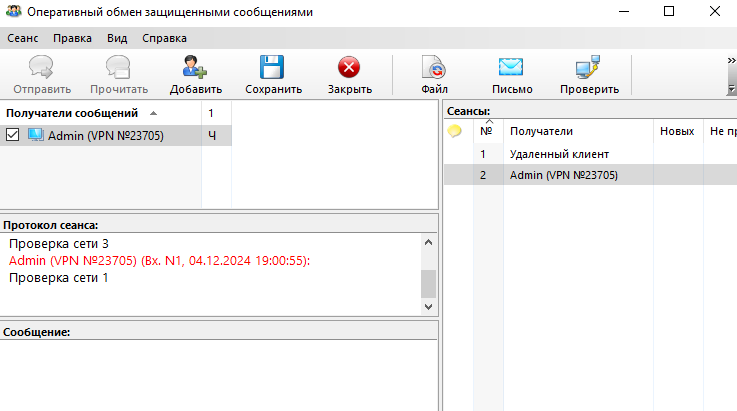 Оперативный обмен защищенными сообщениями
Сеанс Правка Вид Справка
Отправить Прочитать Добавить Сохранить Закрыть Файл Письмо Проверить »
Получатели сообщений 1
Admin (VPN №23705) Ч
Протокол сеанса:
Проверка сети 3
Admin (VPN №23705) (Вх. N1, 04.12.2024 19:00:55):
Проверка сети 1
Сообщение:
Сеансы:
№ Получатели Новых Не пр
1 Удаленный клиент
2 Admin (VPN №23705)